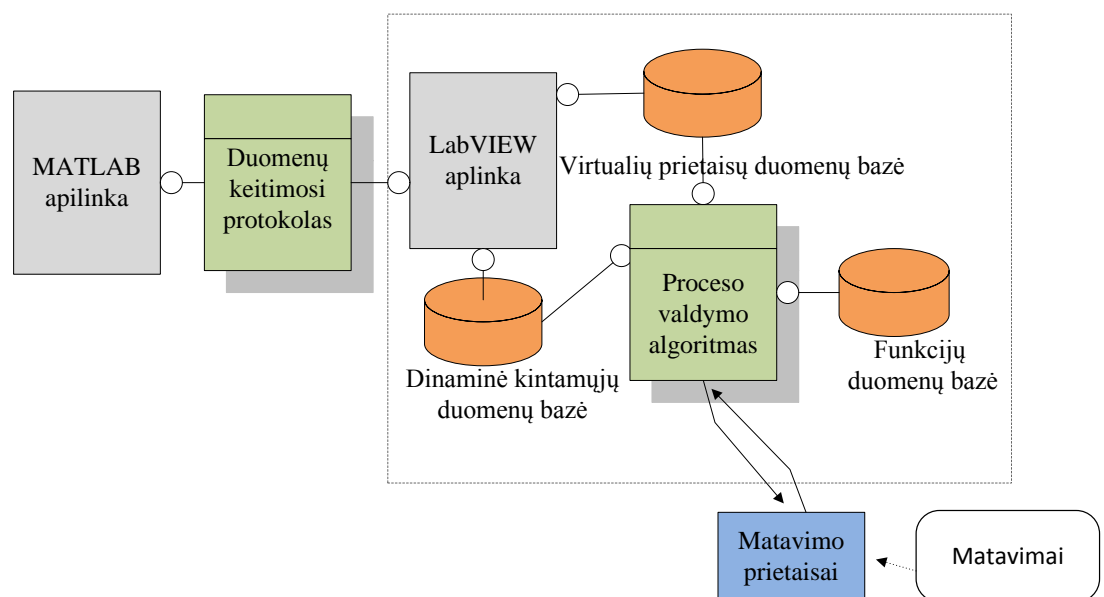 MATLAB
apilinka
Duomenų
keitimosi
protokolas
LabVIEW
aplinka
Virtualių prietaisų duomenų bazė
Dinaminė kintamųjų
duomenų bazė
Proceso
valdymo
algoritmas
Funkcijų
duomenų bazė
Matavimo
prietaisai
Matavimai